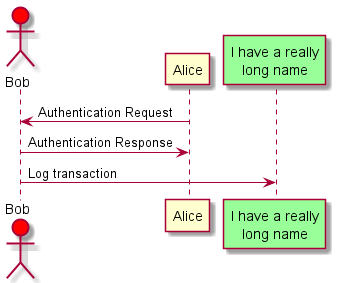 Bob
Alice
I have a really
long name
Authentication Request
Authentication Response
Log transaction
Bob
Alice
I have a really
long name